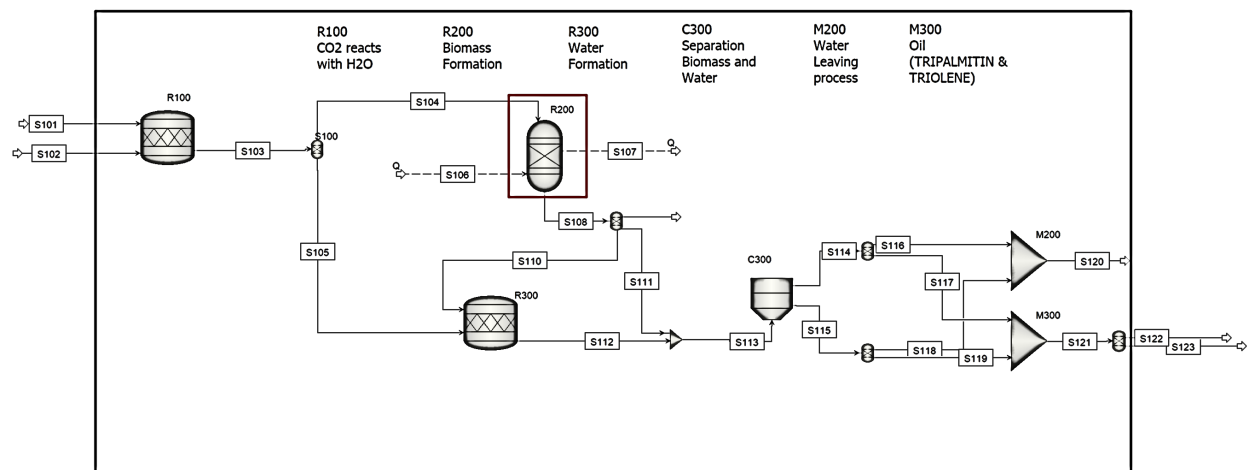 R100
CO2 reacts
with H2O
R200
Biomass
Formation
R300
Water
Formation
C300
Separation
Biomass and
Water
M200
Water
Leaving
process
M300
Oil
(TRIPALMITIN &
TRIOLENE)
R100
S101
S102
S103
S100
S104
R200
S107
Q
Q
S106
S108
S105
S110
S111
R300
S112
S113
C300
S114
S115
S116
S117
S118
S119
M200
S120
M300
S121
S122
S123